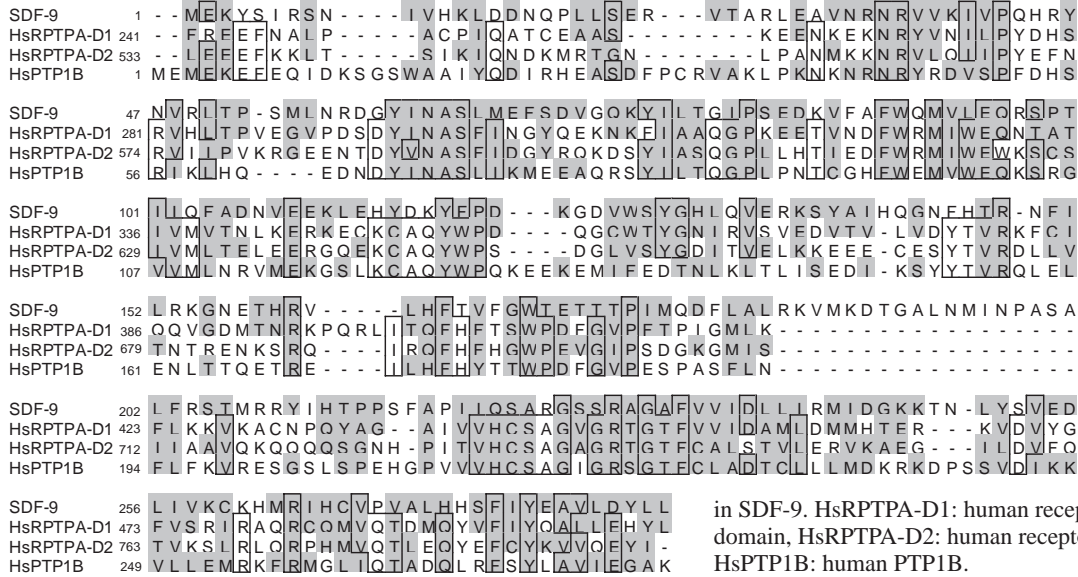 SDF-9 1 - - M E K Y S I R S N - - - - I V H K L D D N Q P L L S E R - - - V T A R L E A V N R N R V V K I V P Q H R Y
HsRPTPA-D1 241 - - F R E E F N A L P - - - - A C P I Q A T C E A A S - - - - - - - - K E E N K E K N R Y V N I L P Y D H S
HsRPTPA-D2 533 - - L E E E F K K L T - - - - S I K I Q N D K M R T G N - - - - - - - L P A N M K K N R V L Q I I P Y E F N
HsPTP1B 1 M E M E K E F E Q I D K S G S W A A I Y Q D I R H E A S D F P C R V A K L P K N K N R N R Y R D V S P F D H S
SDF-9 47 N V R L T P - S M L N R D G Y I N A S L M E F S D V G Q K Y I L T G I P S E D K V F A F W Q M V L E Q R S P T
HsRPTPA-D1 281 R V H L T P V E G V P D S D Y I N A S F I N G Y Q E K N K F I A A Q G P K E E T V N D F W R M I W E Q N T A T
HsRPTPA-D2 574 R V I L P V K R G E E N T D Y V N A S F I D G Y R Q K D S Y I A S Q G P L L H T I E D F W R M I W E W K S C S
HsPTP1B 56 R I K L H Q - - - - E D N D Y I N A S L I K M E E A Q R S Y I L T Q G P L P N T C G H F W E M V W E Q K S R G
SDF-9 101 I I Q F A D N V E E K L E H Y D K Y F P D - - - K G D V W S Y G H L Q V E R K S Y A I H Q G N F H T R - N F I
HsRPTPA-D1 336 I V M V T N L K E R K E C K C A Q Y W P D - - - - Q G C W T Y G N I R V S V E D V T V - L V D Y T V R K F C I
HsRPTPA-D2 629 I V M L T E L E E R G Q E K C A Q Y W P S - - - - D G L V S Y G D I T V E L K K E E E - C E S Y T V R D L L V
HsPTP1B 107 V V M L N R V M E K G S L K C A Q Y W P Q K E E K E M I F E D T N L K L T L I S E D I - K S Y Y T V R Q L E L
SDF-9 152 L R K G N E T H R V - - - - - L H F T V F G W T E T T T P I M Q D F L A L R K V M K D T G A L N M I N P A S A
HsRPTPA-D1 386 Q Q V G D M T N R K P Q R L I T Q F H F T S W P D F G V P F T P I G M L K - - - - - - - - - - - - - - - - - -
HsRPTPA-D2 679 T N T R E N K S R Q - - - - I R Q F H F H G W P E V G I P S D G K G M I S - - - - - - - - - - - - - - - - - -
HsPTP1B 161 E N L T T Q E T R E - - - - I L H F H Y T T W P D F G V P E S P A S F L N - - - - - - - - - - - - - - - - - -
SDF-9 202 L F R S T M R R Y I H T P P S F A P I I Q S A R G S S R A G A F V V I D L L L R M I D G K K T N - L Y S V E D
HsRPTPA-D1 423 F L K K V K A C N P Q Y A G - - A I V V H C S A G V G R T G T F V V I D A M L D M M H T E R - - - K V D V Y G
HsRPTPA-D2 712 I I A A V Q K Q Q Q Q S G N H - P I T V H C S A G A G R T G T F C A L S T V L E R V K A E G - - - I L D V F Q
HsPTP1B 194 F L F K V R E S G S L S P E H G P V V V H C S A G I G R S G T F C L A D T C L L L M D K R K D P S S V D I K K
SDF-9 256 L I V K C K H M R I H C V P V A L H H S F I Y E A V L D Y L L
HsRPTPA-D1 473 F V S R I R A Q R C Q M V Q T D M Q Y V F I Y Q A L L E H Y L
HsRPTPA-D2 763 T V K S L R L Q R P H M V Q T L E Q Y E F C Y K V V Q E Y I -
HsPTP1B 249 V L L E M R K F R M G L I Q T A D Q L R F S Y L A V I E G A K
in SDF-9. HsRPTPA-D1: human recep
domain, HsRPTPA-D2: human recepto
HsPTP1B: human PTP1B.